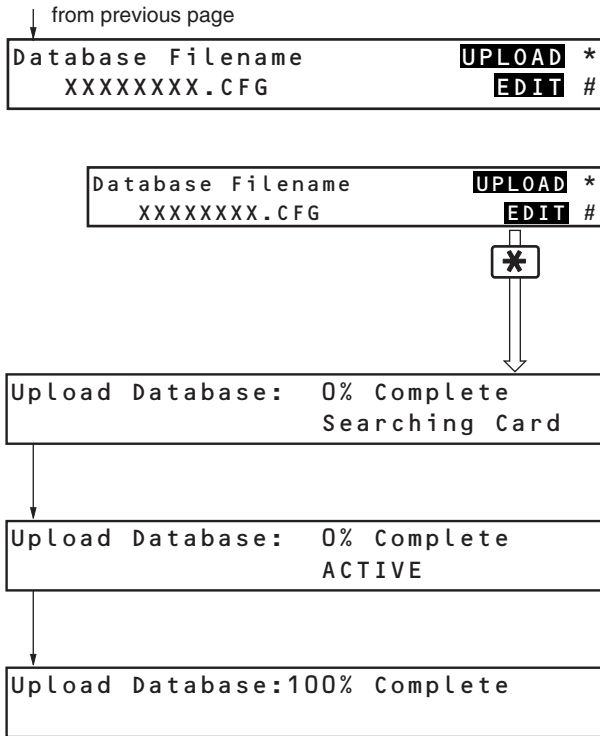 from previous page
Database Filename UPLOAD *
XXXXXXXX.CFG EDIT #
Database Filename UPLOAD *
XXXXXXXX.CFG EDIT #
*
Upload Database: 0% Complete
Searching Card
Upload Database: 0% Complete
ACTIVE
Upload Database:100% Complete